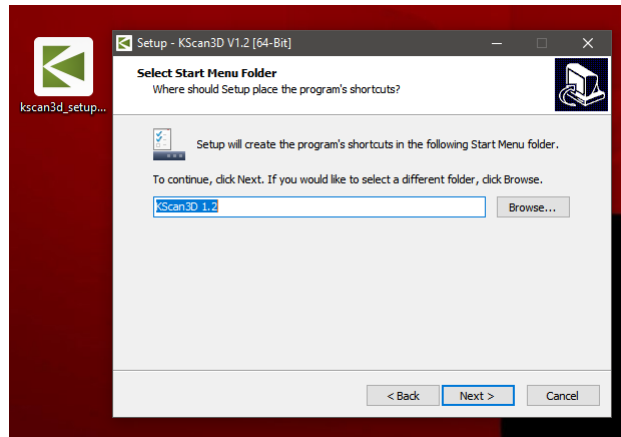 Setup - KScan3D V1.2 [64-Bit]
Select Start Menu Folder
Where should Setup place the program's shortcuts?
kscan3d_setup...
Setup will create the program's shortcuts in the following Start Menu folder.
To continue, click Next. If you would like to select a different folder, click Browse.
KScan3D 1.2
Browse...
< Back
Next >
Cancel